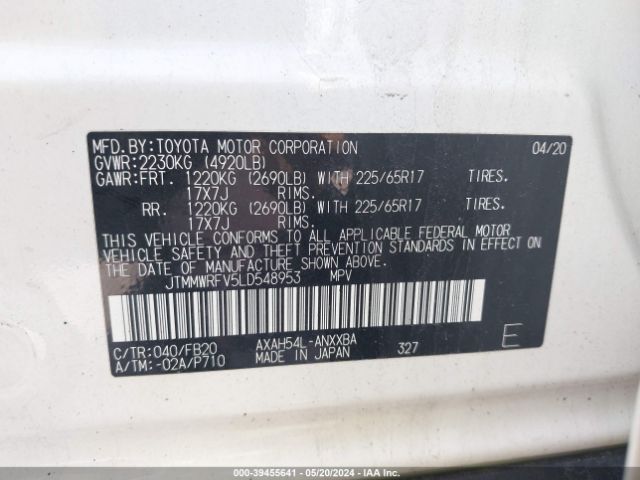 MFD.BY:TOYOTA MOTOR CORPORATION 04/20
GVWR:2230KG (4920LB)
GAWR:FRT. 1220KG (2690LB) WITH 225/65R17 TIRES.
17X7J RIMS.
RR. 1220KG (2690LB) WITH 225/65R17 TIRES.
17X7J RIMS.
THIS VEHICLE CONFORMS TO ALL APPLICABLE FEDERAL MOTOR
VEHICLE SAFETY AND THEFT PREVENTION STANDARDS IN EFFECT ON
THE DATE OF MANUFACTURE SHOWN ABOVE.
JTMMWRFV5LD548953 MPV
C/TR:040/FB20 AXAH54L-ANXXBA 327 E
A/TM:-02A/P710 MADE IN JAPAN
000-39455641 - 05/20/2024 - IAA Inc.